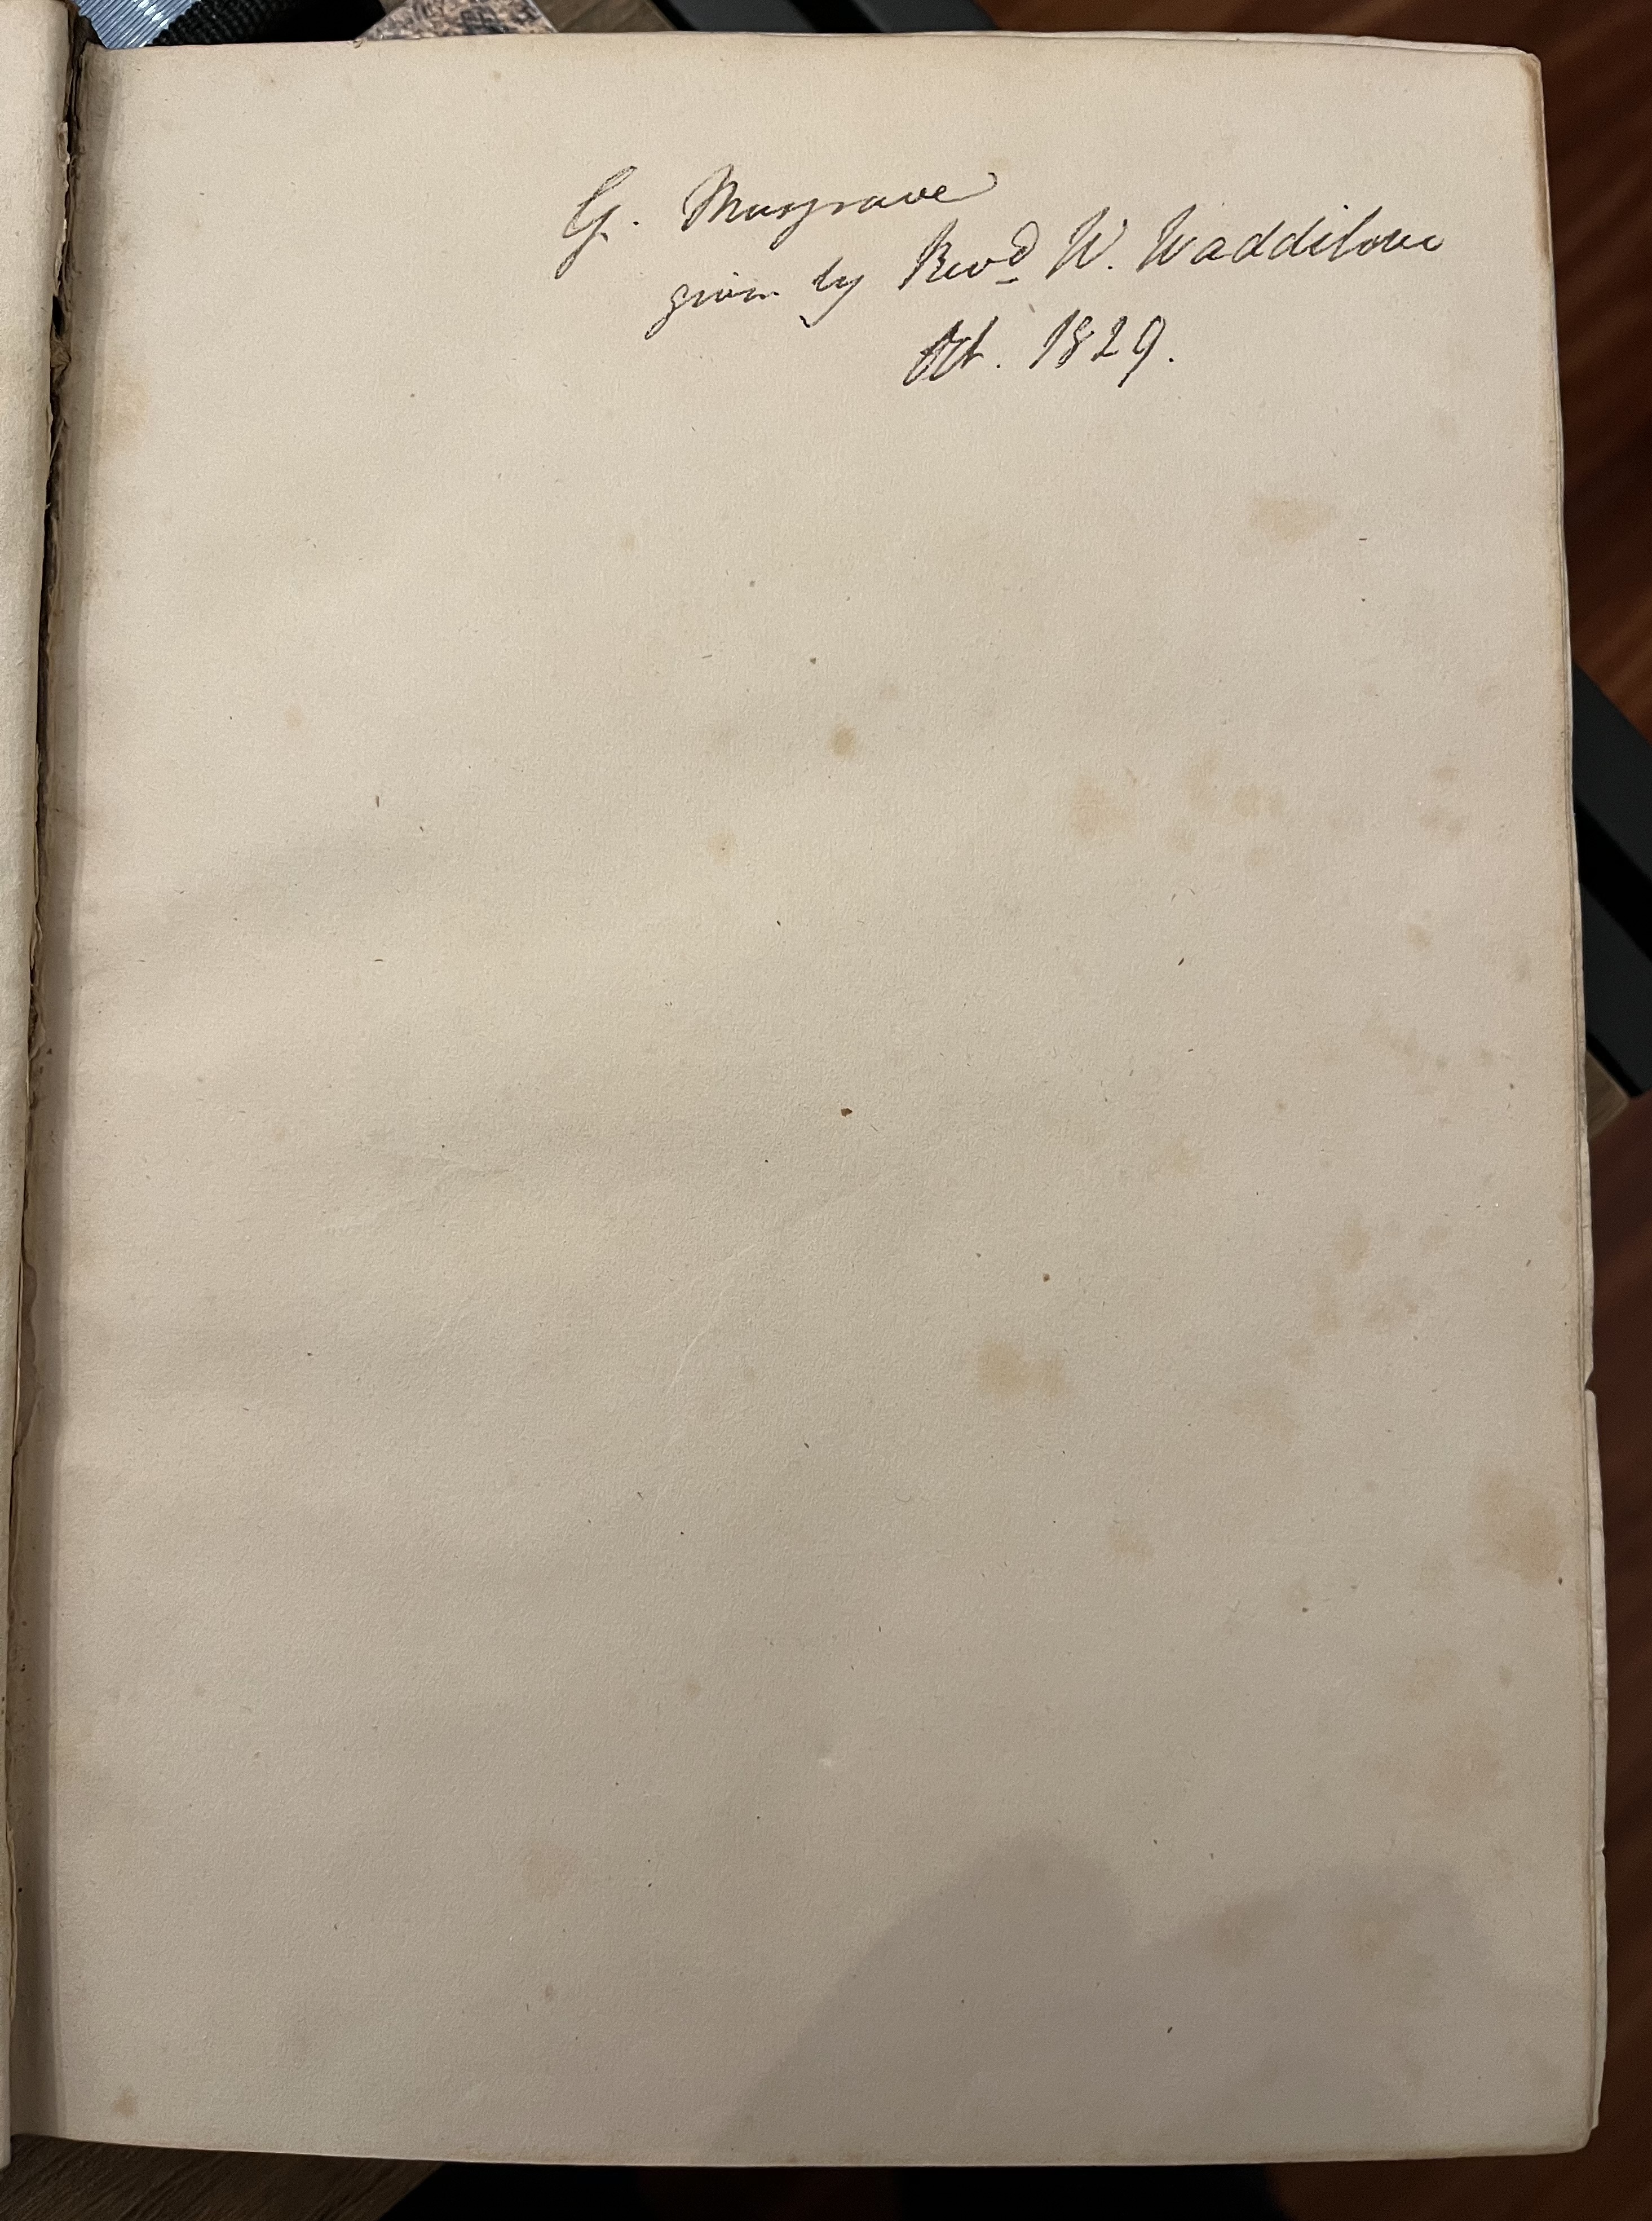 G. Musgrave
given by Revd W. Waddilove
Oct. 1829.